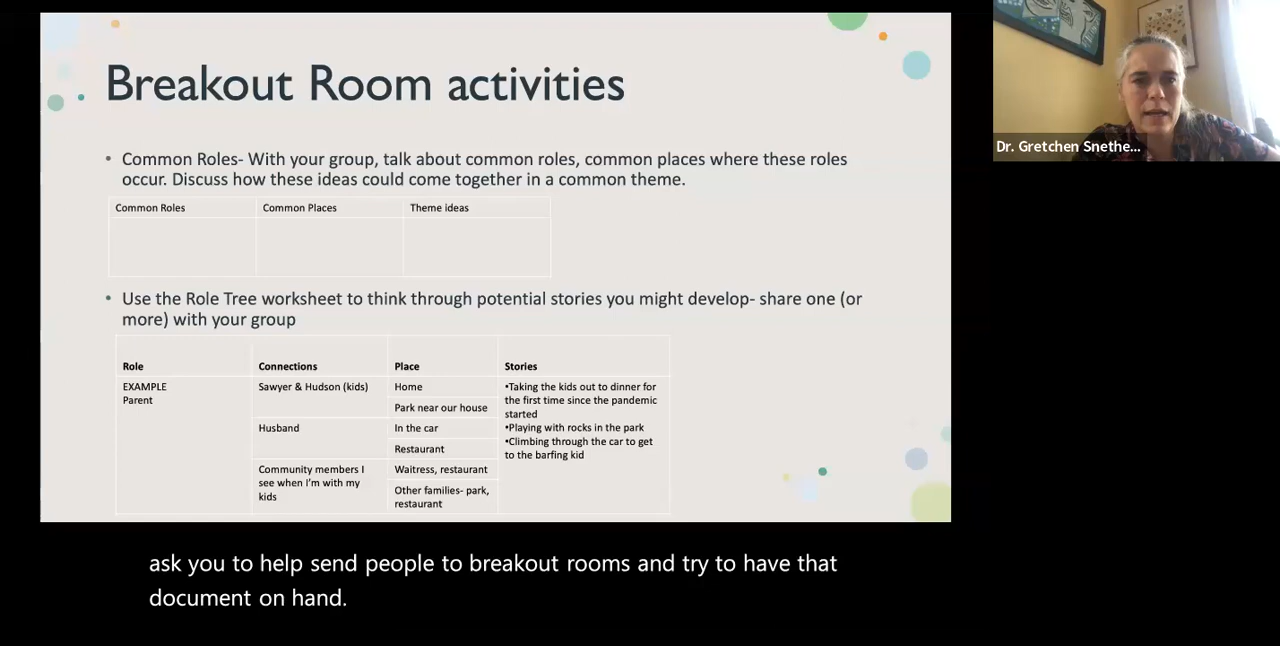 Breakout Room activities
• Common Roles- With your group, talk about common roles, common places where these roles
occur. Discuss how these ideas could come together in a common theme.
Common Roles Common Places Theme ideas
• Use the Role Tree worksheet to think through potential stories you might develop- share one (or
more) with your group
Role Connections Place Stories
EXAMPLE
Parent
Sawyer & Hudson (kids)
Home
Park near our house
Husband
In the car
Restaurant
Community members I
see when I'm with my
kids
Waitress, restaurant
Other families- park,
restaurant
•Taking the kids out to dinner for
the first time since the pandemic
started
•Playing with rocks in the park
•Climbing through the car to get
to the barfing kid
Dr. Gretchen Snethe...
ask you to help send people to breakout rooms and try to have that
document on hand.